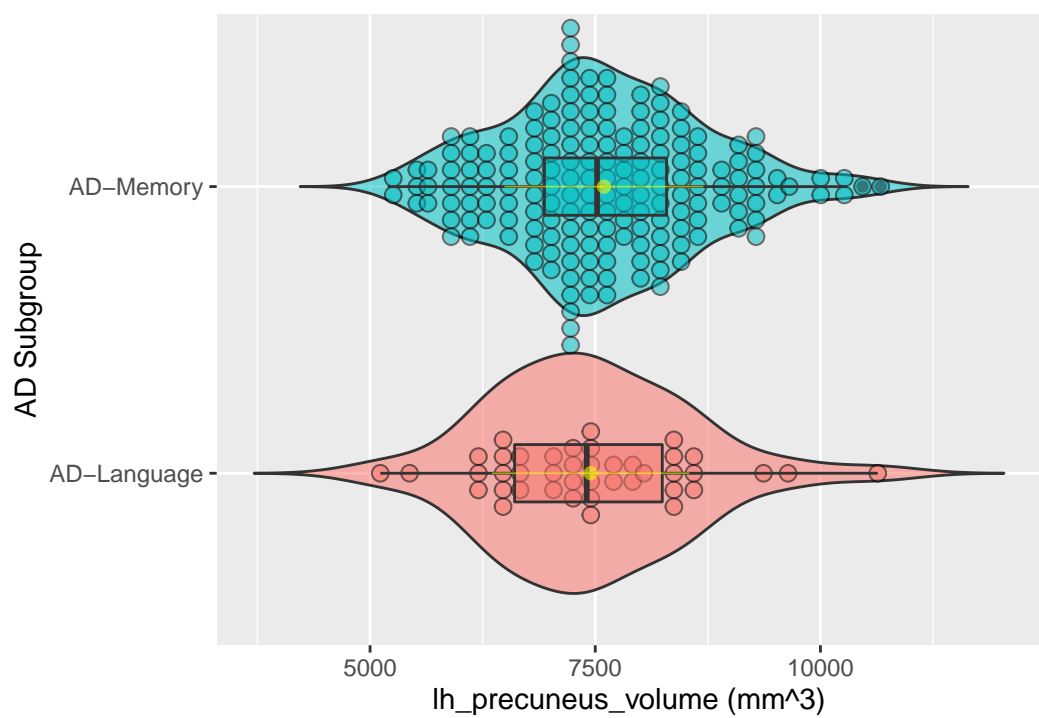 AD Subgroup
AD−Memory
AD−Language
5000
7500
10000
lh_precuneus_volume (mm^3)